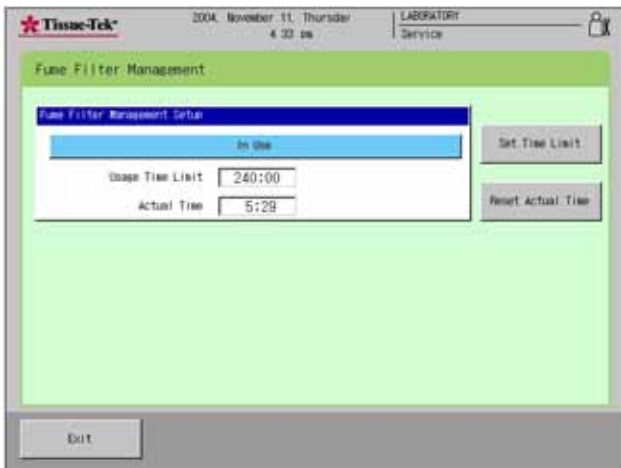 Tissue-Tek
2004. November 11. Thursday
4 33 pm
LABORATORY
Service
Fume Filter Management
Fume Filter Management Setup
In Use
Set Time Limit
Usage Time Limit 240:00
Actual Time 5:29
Reset Actual Time
Exit